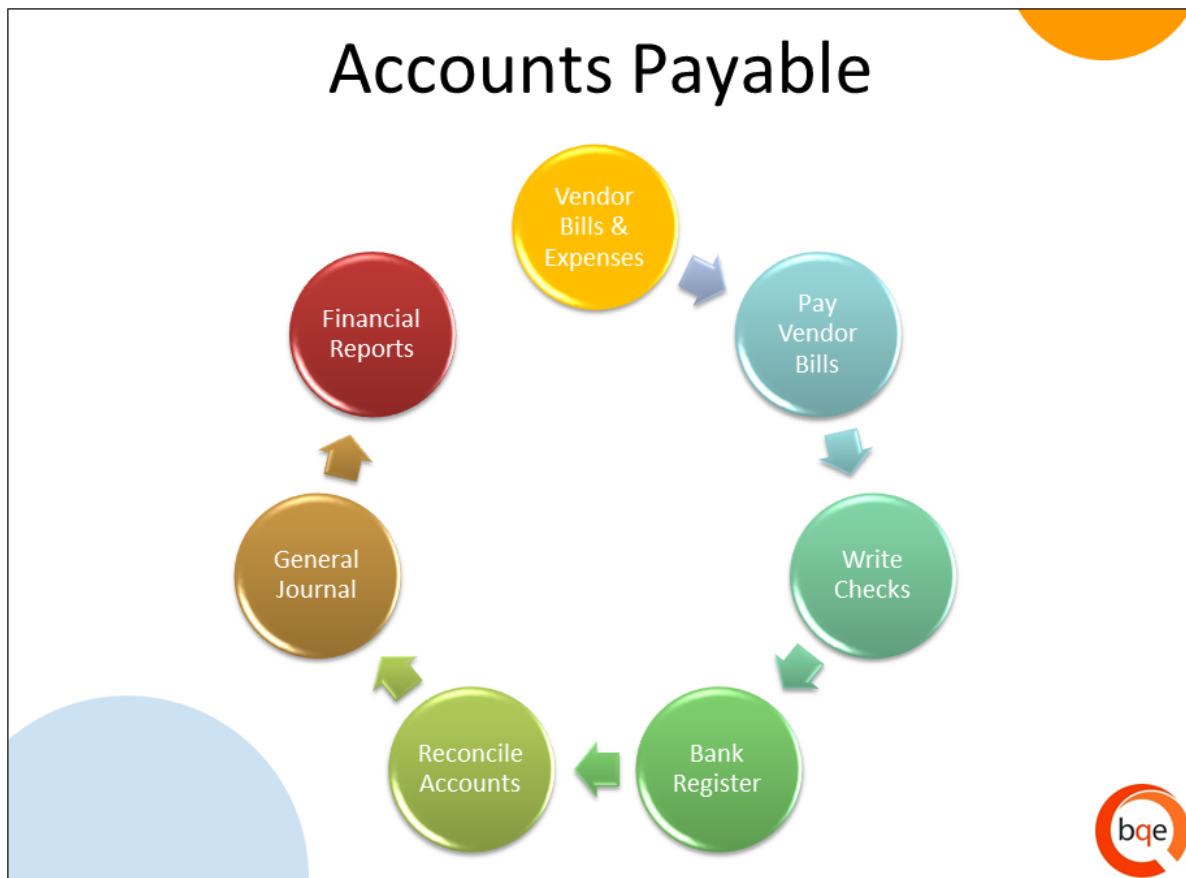 Accounts Payable
Vendor
Bills &
Expenses
Pay
Vendor
Bills
Write
Checks
Bank
Register
Reconcile
Accounts
General
Journal
Financial
Reports
bqe